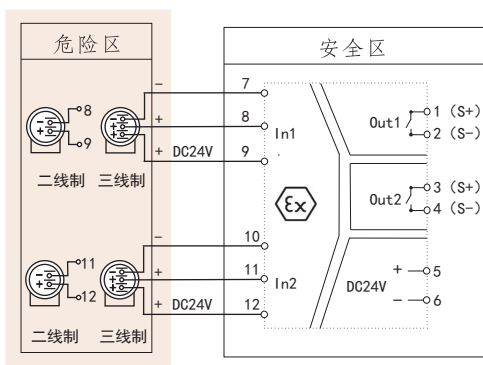 危险区
安全区
8
9
二线制
三线制
−
+
+ DC24V
7
8
9
In1
Out1
1 (S+)
2 (S−)
Ex
Out2
3 (S+)
4 (S−)
11
12
二线制
三线制
−
+
+ DC24V
10
11
12
In2
DC24V
+
5
−
6